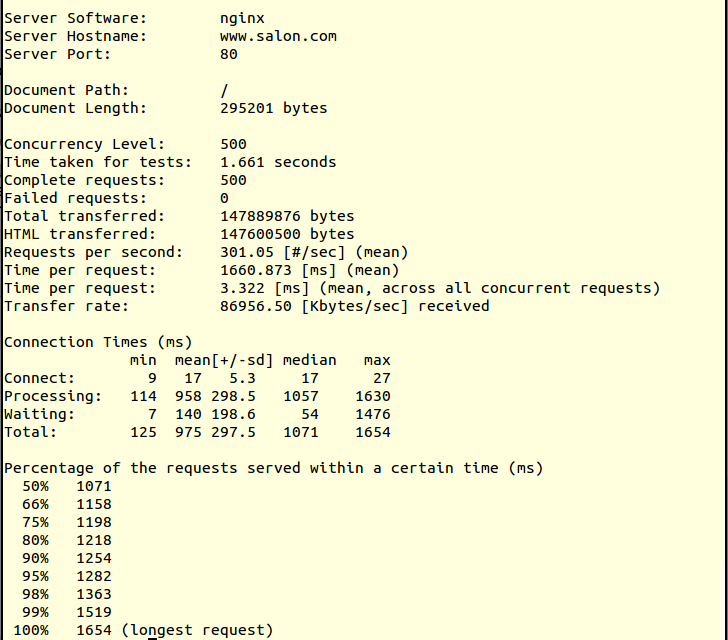 Server Software:        nginx
Server Hostname:        www.salon.com
Server Port:            80

Document Path:          /
Document Length:        295201 bytes

Concurrency Level:      500
Time taken for tests:   1.661 seconds
Complete requests:      500
Failed requests:        0
Total transferred:      147889876 bytes
HTML transferred:       147600500 bytes
Requests per second:    301.05 [#/sec] (mean)
Time per request:       1660.873 [ms] (mean)
Time per request:       3.322 [ms] (mean, across all concurrent requests)
Transfer rate:          86956.50 [Kbytes/sec] received

Connection Times (ms)
              min  mean[+/-sd] median   max
Connect:        9   17   5.3     17      27
Processing:   114  958 298.5   1057    1630
Waiting:        7  140 198.6     54    1476
Total:        125  975 297.5   1071    1654

Percentage of the requests served within a certain time (ms)
  50%   1071
  66%   1158
  75%   1198
  80%   1218
  90%   1254
  95%   1282
  98%   1363
  99%   1519
 100%   1654 (longest request)